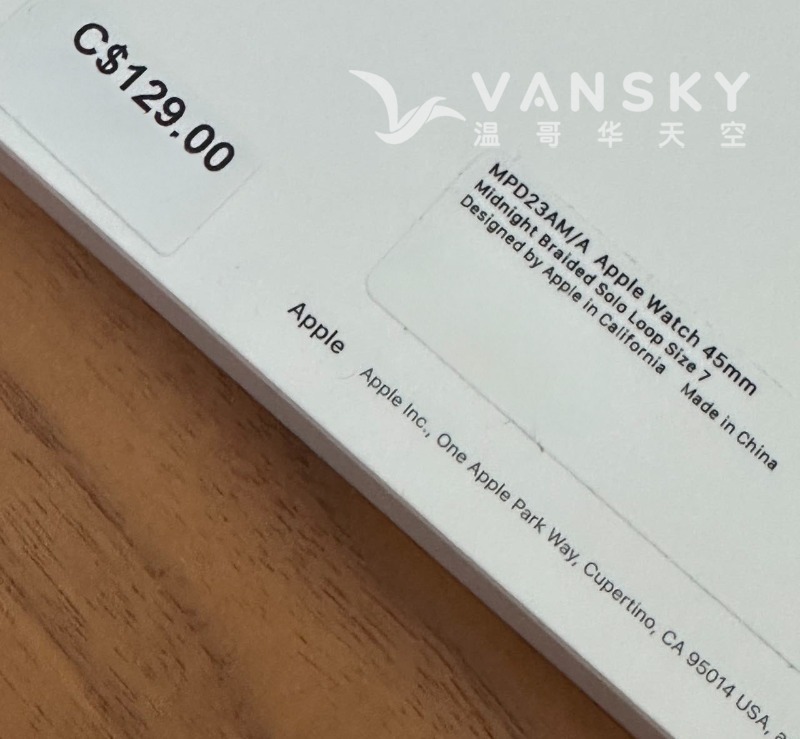 C$129.00
VANSKY
温哥华天空
MPD23AM/A Apple Watch 45mm
Midnight Braided Solo Loop Size 7
Designed by Apple in California Made in China
Apple Apple Inc., One Apple Park Way, Cupertino, CA 95014 USA,